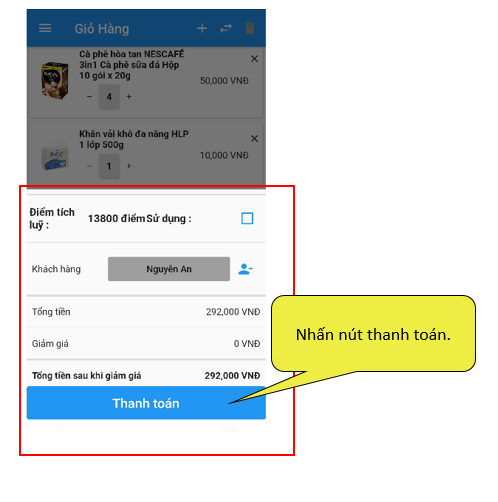 Giỏ Hàng
Cà phê hòa tan NESCAFÉ
3in1 Cà phê sữa đá Hộp
10 gói x 20g
50,000 VNĐ
4
Khăn vải khô đa năng HLP
1 lớp 500g
10,000 VNĐ
1
Điểm tích
luỹ :
13800 điểm Sử dụng :
Khách hàng
Nguyên An
Tổng tiền
292,000 VNĐ
Giảm giá
0 VNĐ
Tổng tiền sau khi giảm giá
292,000 VNĐ
Thanh toán
Nhấn nút thanh toán.